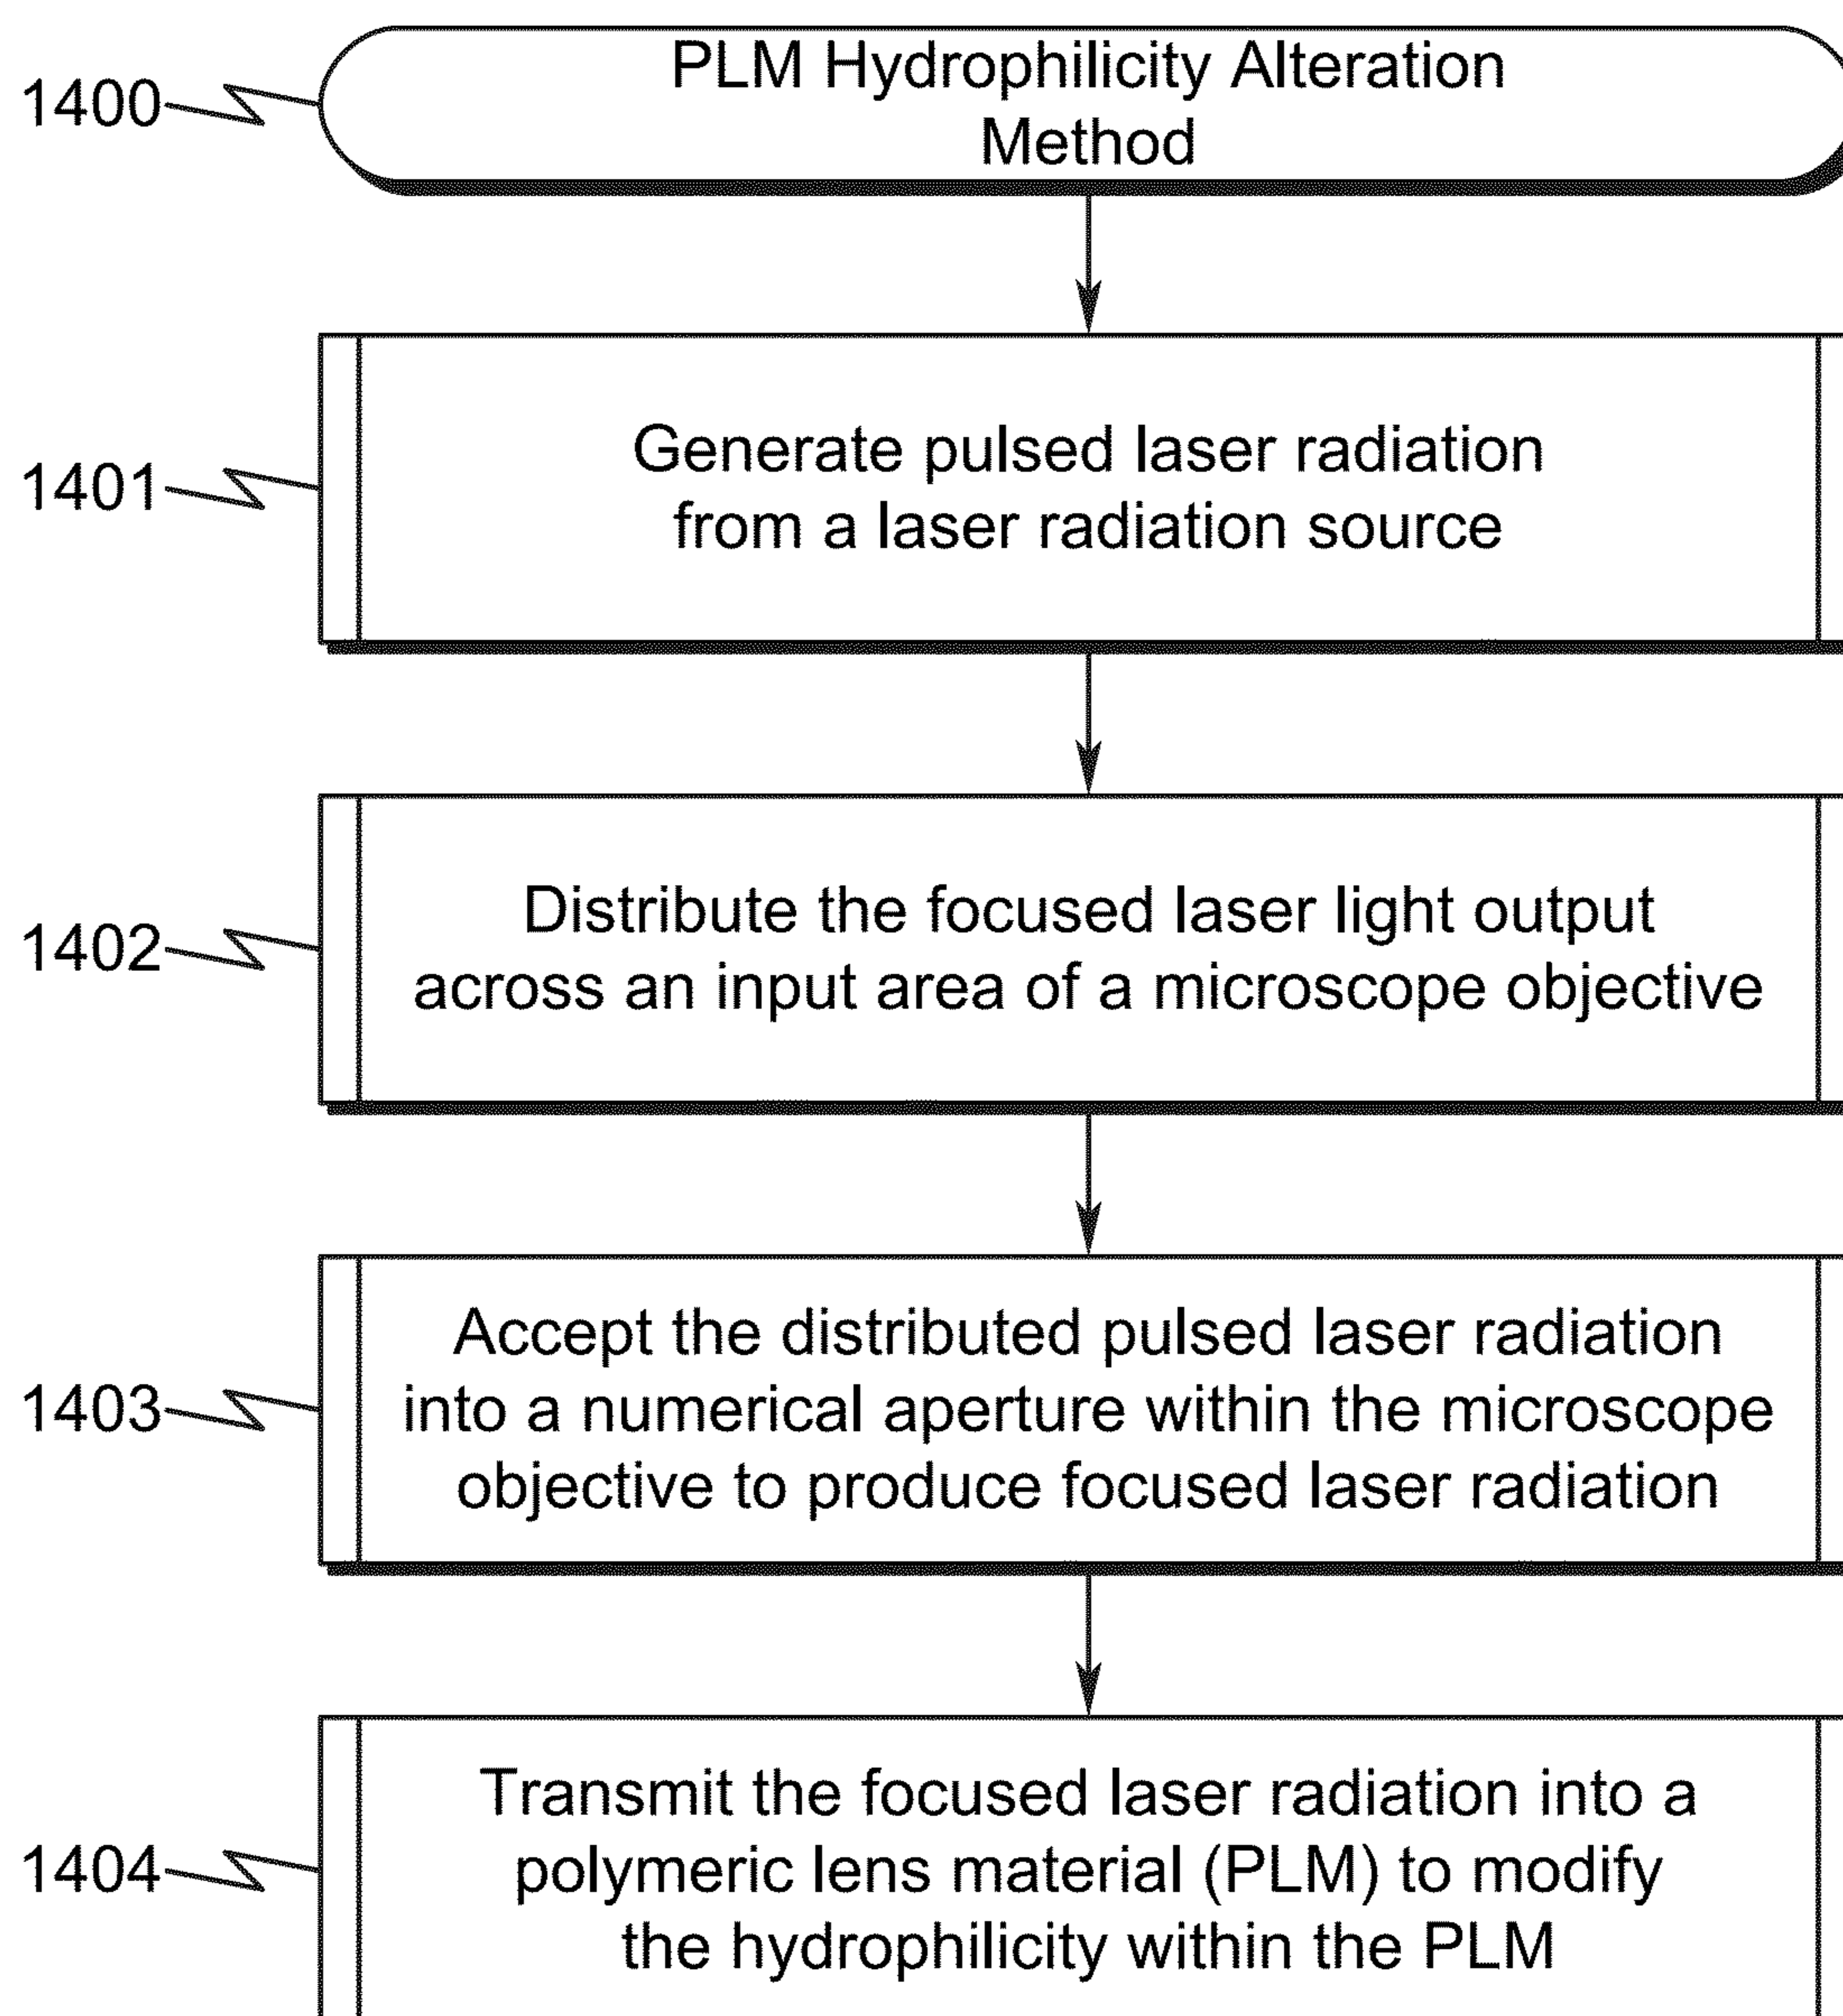 1400
PLM Hydrophilicity Alteration
Method
1401
Generate pulsed laser radiation
from a laser radiation source
1402
Distribute the focused laser light output
across an input area of a microscope objective
1403
Accept the distributed pulsed laser radiation
into a numerical aperture within the microscope
objective to produce focused laser radiation
1404
Transmit the focused laser radiation into a
polymeric lens material (PLM) to modify
the hydrophilicity within the PLM